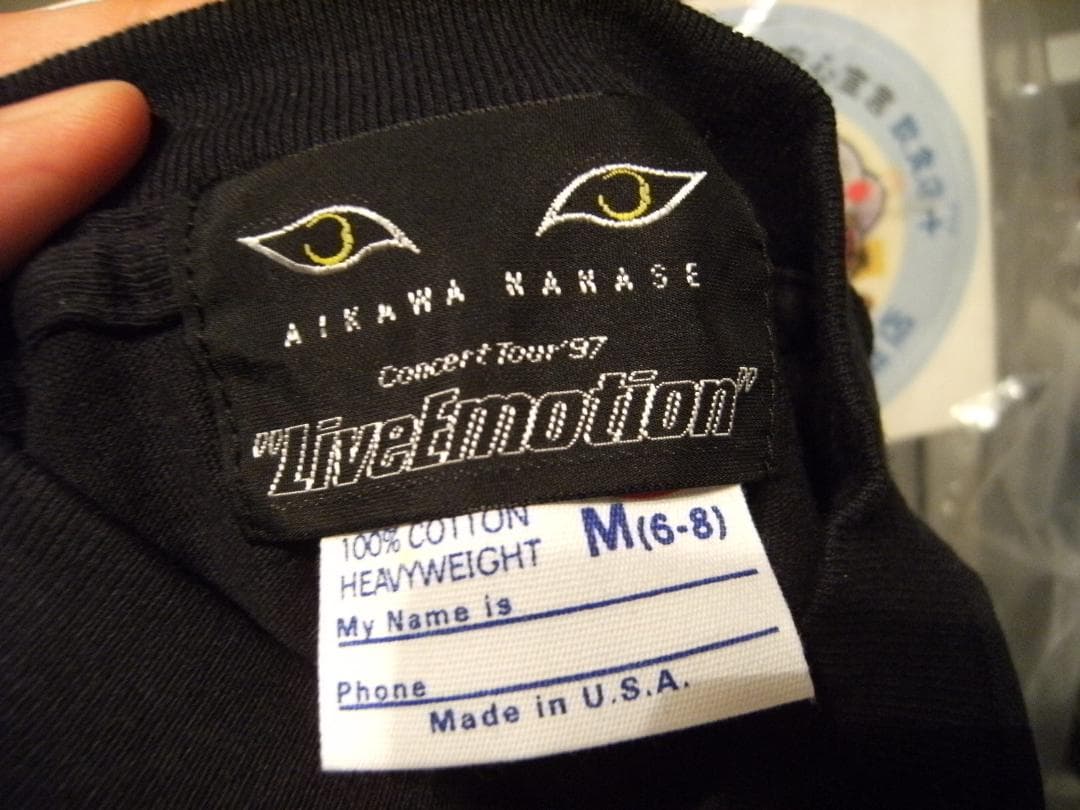 AIKAWA NANASE
Concert Tour '97
"LiveEmotion"
100% COTTON
HEAVYWEIGHT
M(6-8)
My Name is
Phone
Made in U.S.A.